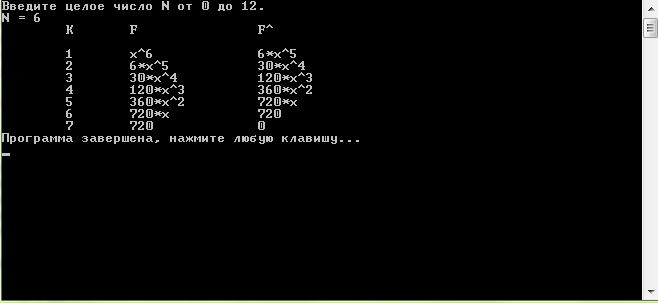 Введите целое число N от 0 до 12.
N = 6
K F F^
1 x^6 6*x^5
2 6*x^5 30*x^4
3 30*x^4 120*x^3
4 120*x^3 360*x^2
5 360*x^2 720*x
6 720*x 720
7 720 0
Программа завершена, нажмите любую клавишу...